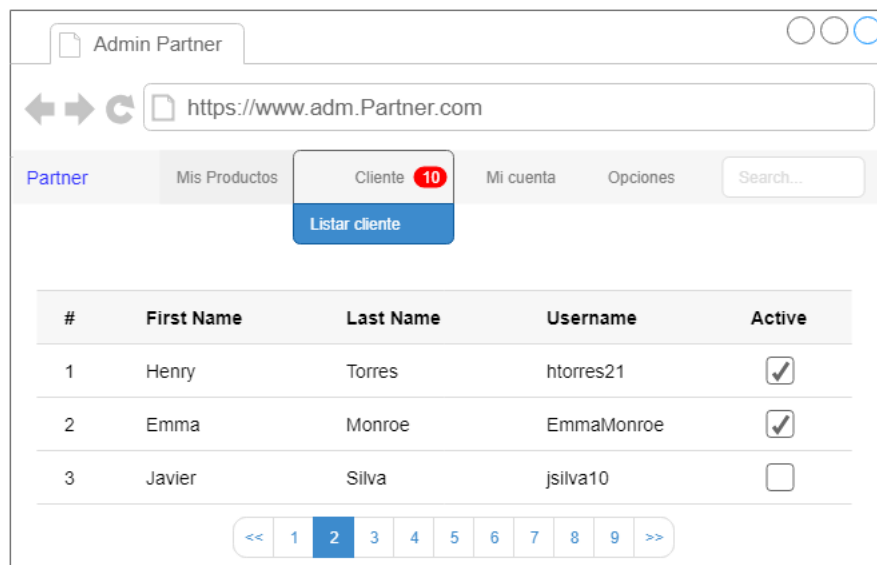 Admin Partner
https://www.adm.Partner.com
Partner Mis Productos Cliente 10 Mi cuenta Opciones Search...
Listar cliente
# First Name Last Name Username Active
1 Henry Torres htorres21
2 Emma Monroe EmmaMonroe
3 Javier Silva jsilva10
<< 1 2 3 4 5 6 7 8 9 >>